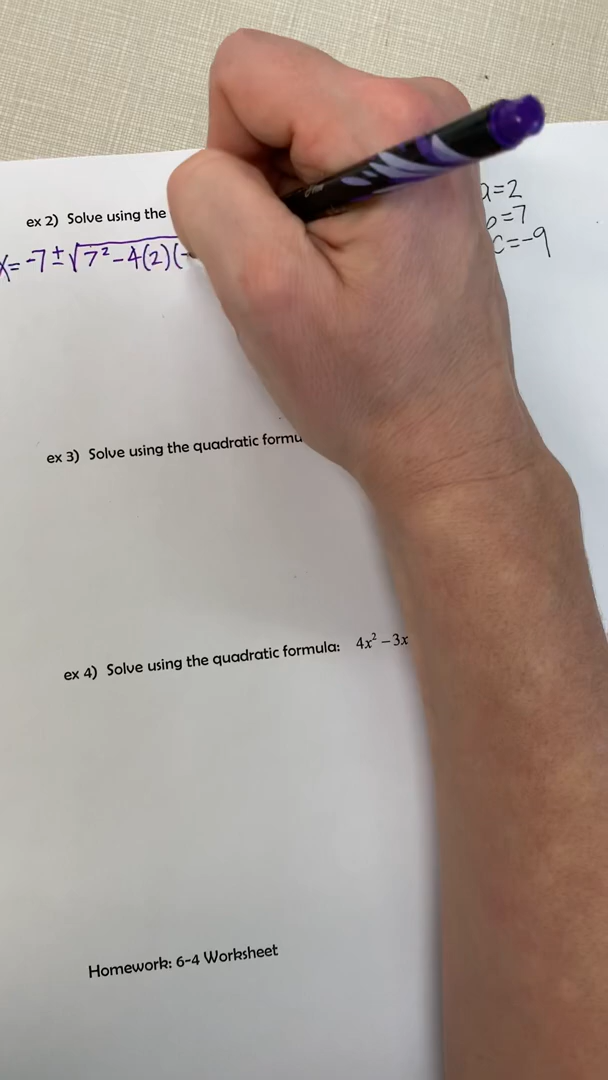 ex 2) Solve using the
a=2
b=7
c=-9
x= -7 ± √7² - 4(2)(-
ex 3) Solve using the quadratic formu
ex 4) Solve using the quadratic formula: 4x² – 3x
Homework: 6-4 Worksheet